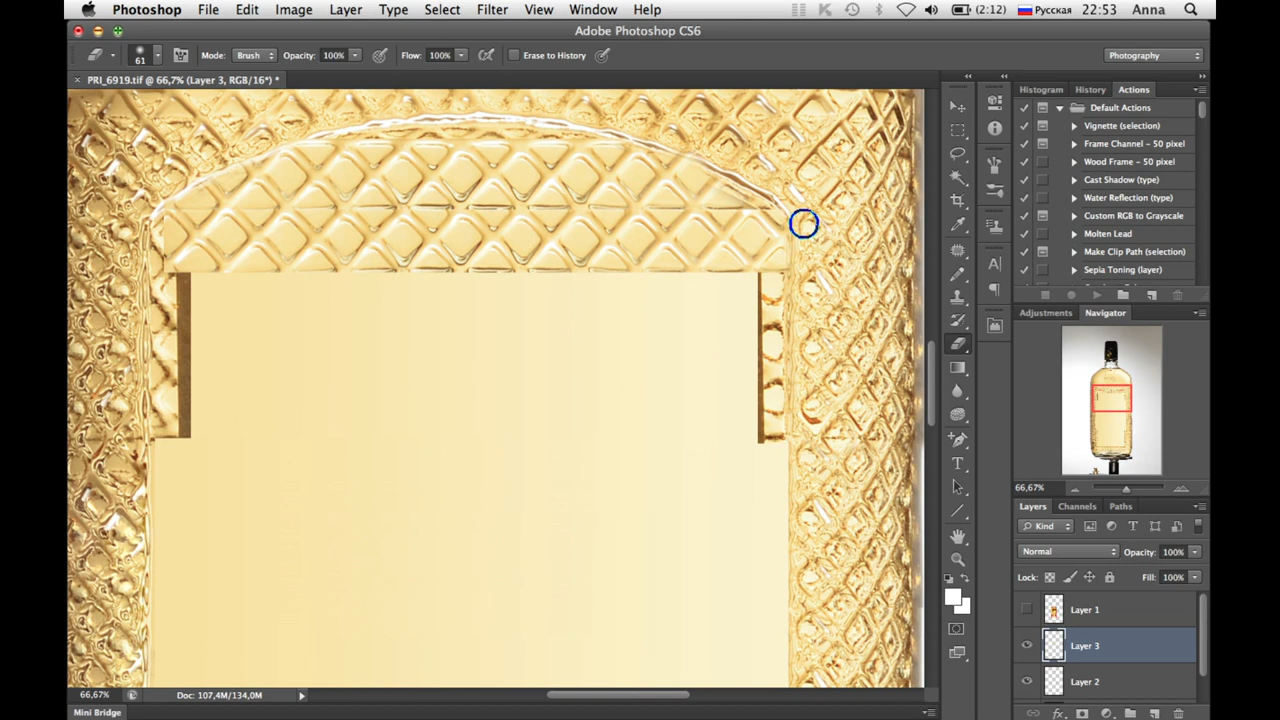 Photoshop File Edit Image Layer Type Select Filter View Window Help (2:12) Русская 22:53 Anna
Adobe Photoshop CS6
61 Mode: Brush Opacity: 100% Flow: 100% Erase to History Photography
PRI_6919.tif @ 66,7% (Layer 3, RGB/16*) *
Histogram History Actions
Default Actions
Vignette (selection)
Frame Channel - 50 pixel
Wood Frame - 50 pixel
Cast Shadow (type)
Water Reflection (type)
Custom RGB to Grayscale
Molten Lead
Make Clip Path (selection)
Sepia Toning (layer)
Adjustments Navigator
66,67%
Layers Channels Paths
Kind
Normal Opacity: 100%
Lock: Fill: 100%
Layer 1
Layer 3
Layer 2
66,67% Doc: 107,4M/134,0M
Mini Bridge